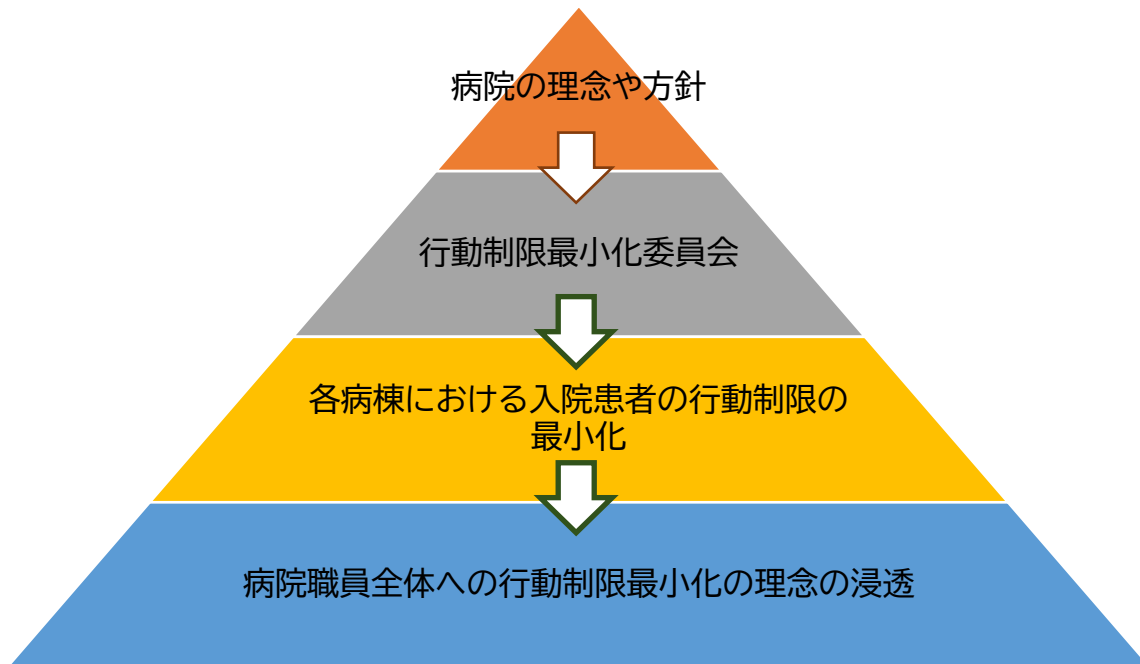 病院の理念や方針
行動制限最小化委員会
各病棟における入院患者の行動制限の
最小化
病院職員全体への行動制限最小化の理念の浸透